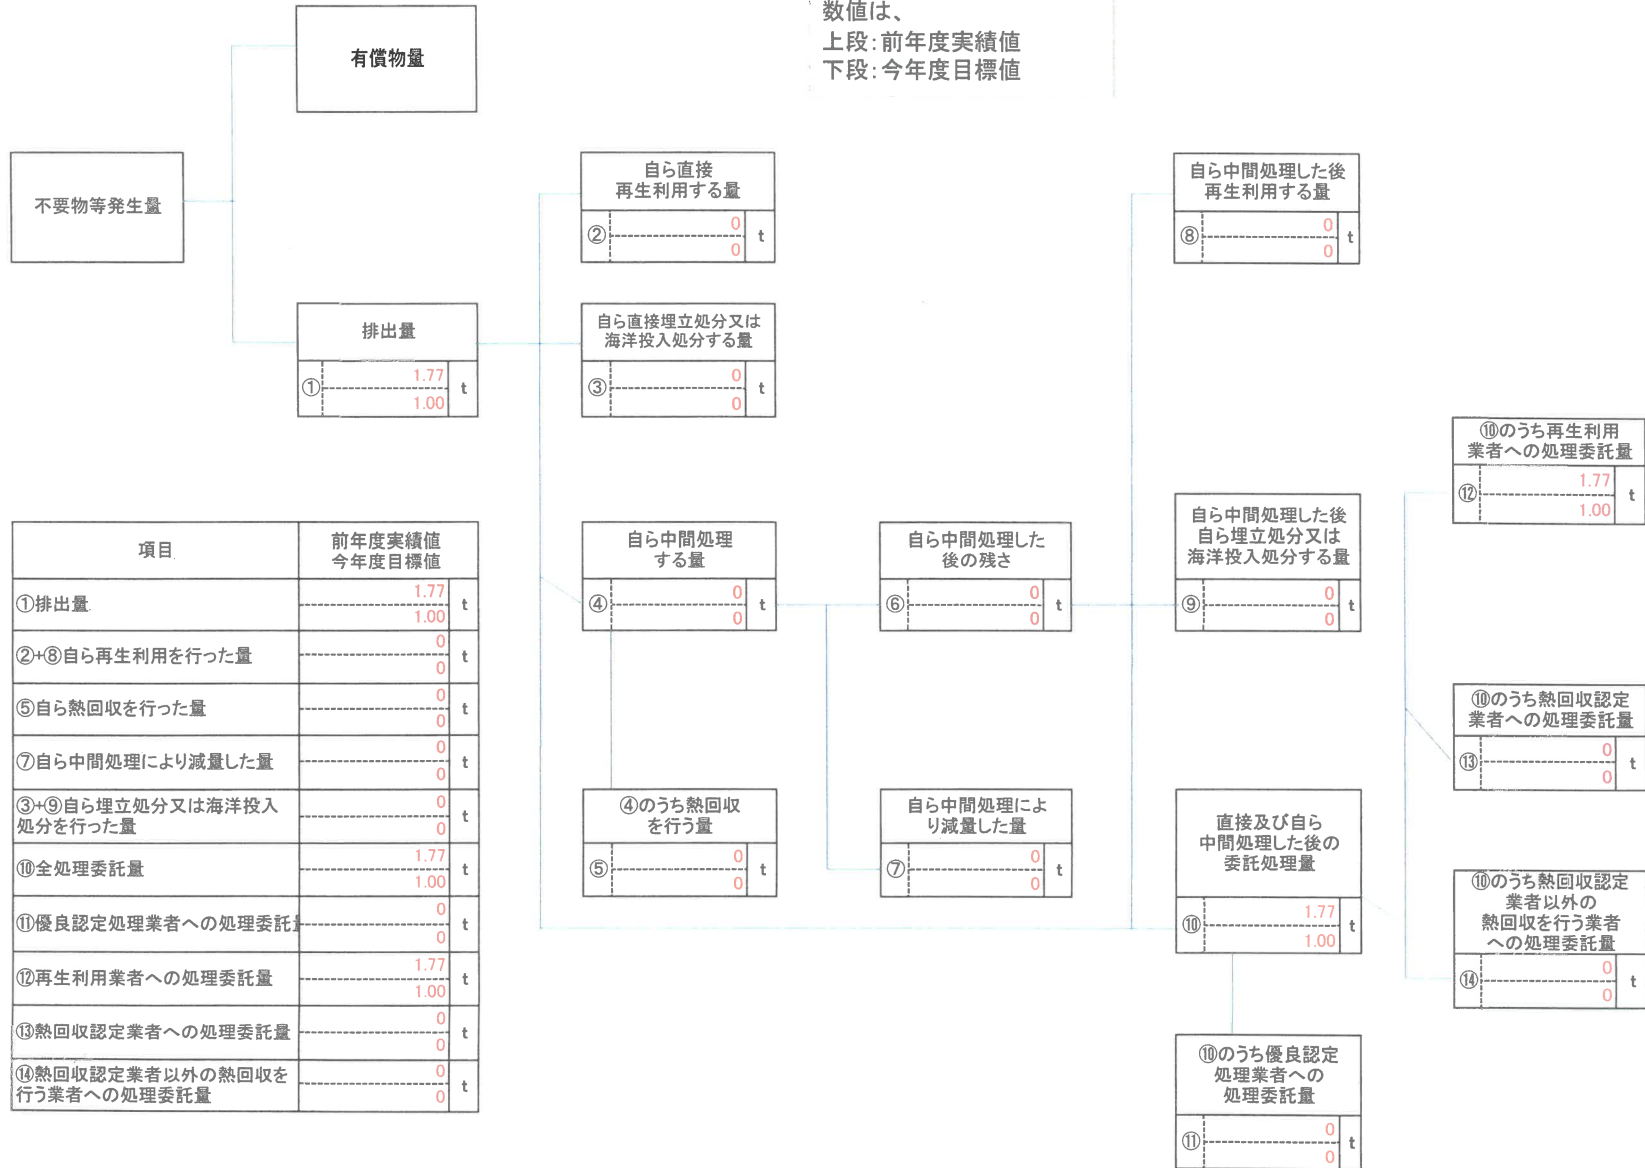 数値は、
上段:前年度実績値
下段:今年度目標値
有償物量
不要物等発生量
排出量
①
1.77
1.00
t
自ら直接
再生利用する量
②
0
0
t
自ら直接埋立処分又は
海洋投入処分する量
③
0
0
t
自ら中間処理
する量
④
0
0
t
④のうち熱回収
を行う量
⑤
0
0
t
自ら中間処理した
後の残さ
⑥
0
0
t
自ら中間処理によ
り減量した量
⑦
0
0
t
自ら中間処理した後
再生利用する量
⑧
0
0
t
自ら中間処理した後
自ら埋立処分又は
海洋投入処分する量
⑨
0
0
t
直接及び自ら
中間処理した後の
委託処理量
⑩
1.77
1.00
t
⑩のうち優良認定
処理業者への
処理委託量
⑪
0
0
t
⑩のうち再生利用
業者への処理委託量
⑫
1.77
1.00
t
⑩のうち熱回収認定
業者への処理委託量
⑬
0
0
t
⑩のうち熱回収認定
業者以外の
熱回収を行う業者
への処理委託量
⑭
0
0
t
項目
前年度実績値
今年度目標値
①排出量
1.77
1.00
t
②+⑧自ら再生利用を行った量
0
0
t
⑤自ら熱回収を行った量
0
0
t
⑦自ら中間処理により減量した量
0
0
t
③+⑨自ら埋立処分又は海洋投入
処分を行った量
0
0
t
⑩全処理委託量
1.77
1.00
t
⑪優良認定処理業者への処理委託
0
0
t
⑫再生利用業者への処理委託量
1.77
1.00
t
⑬熱回収認定業者への処理委託量
0
0
t
⑭熱回収認定業者以外の熱回収を
行う業者への処理委託量
0
0
t